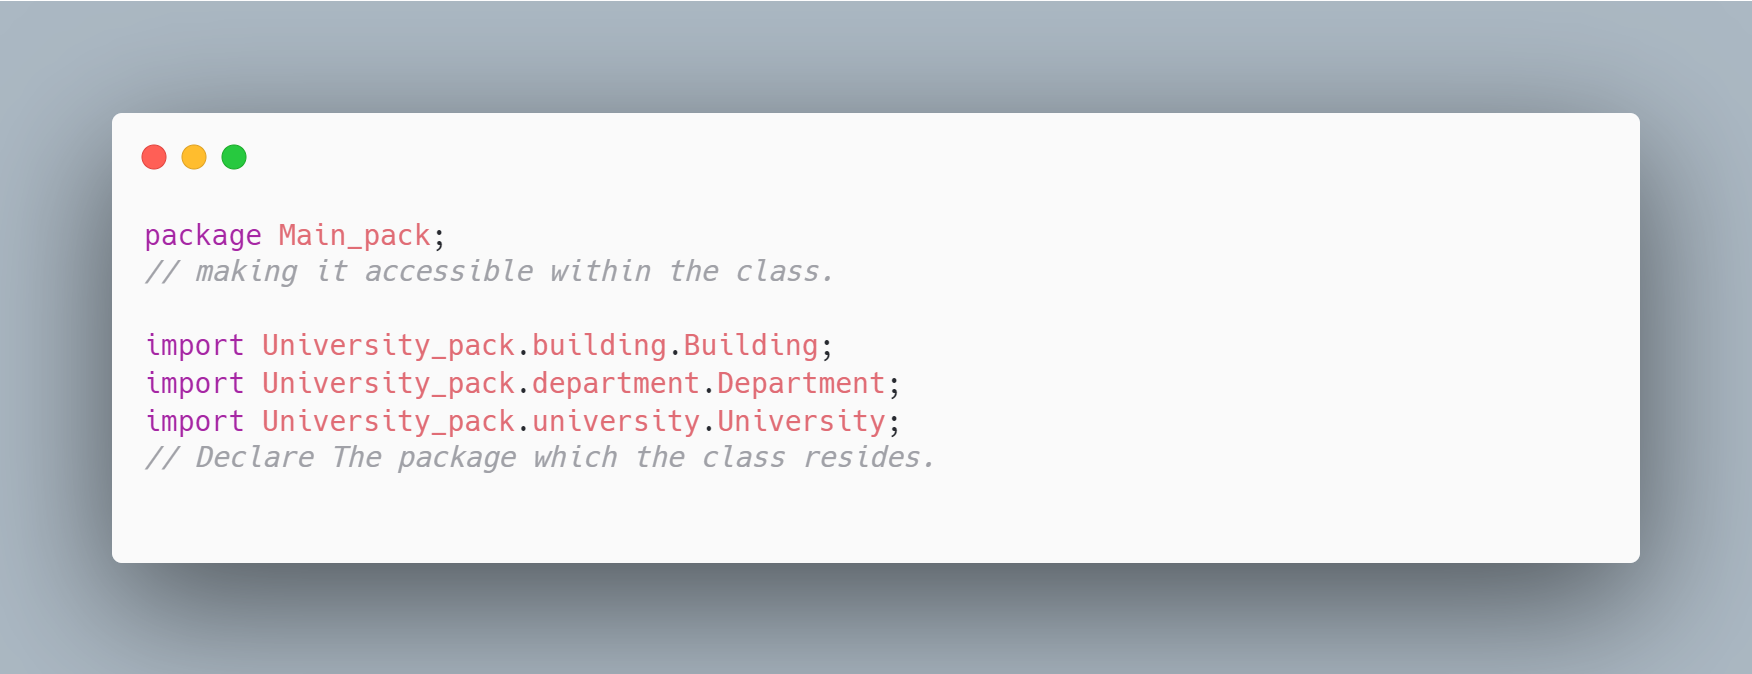 package Main_pack;
// making it accessible within the class.
import University_pack.building.Building;
import University_pack.department.Department;
import University_pack.university.University;
// Declare The package which the class resides.